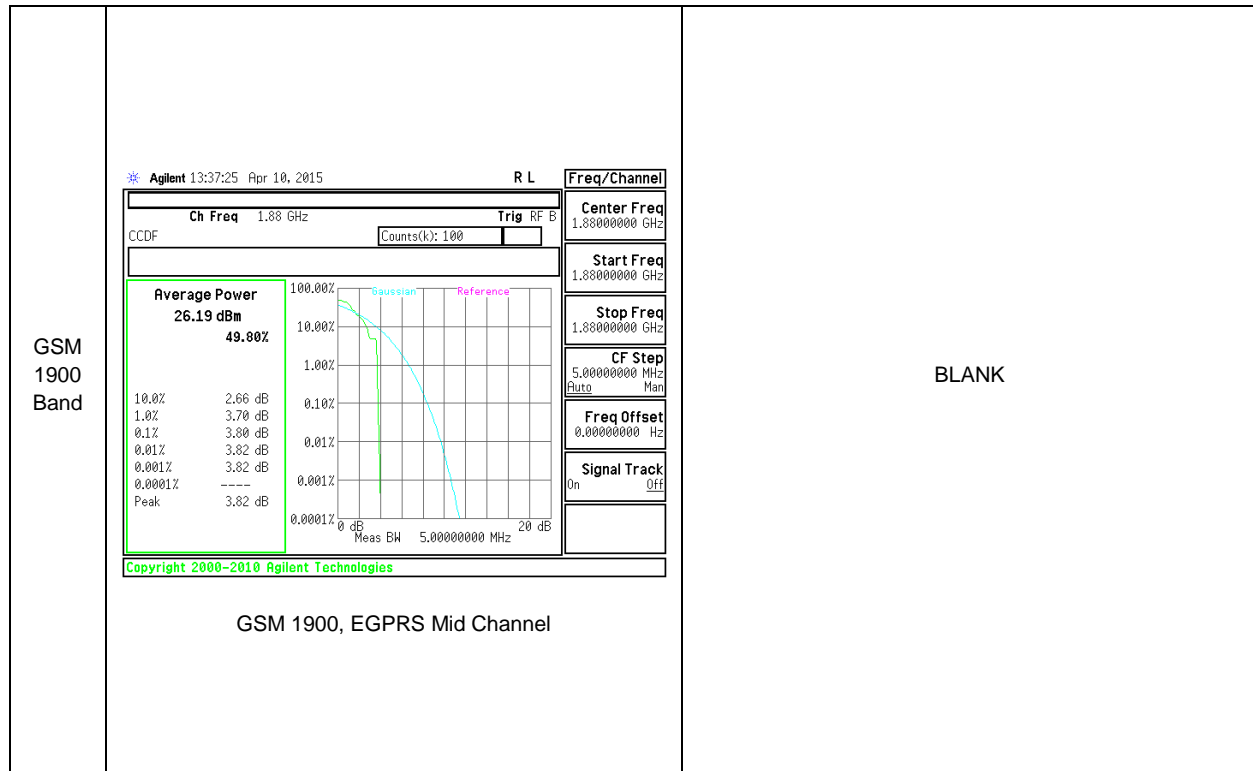 GSM
1900
Band
Agilent 13:37:25 Apr 10, 2015 R L
Ch Freq 1.88 GHz Trig RF B
CCDF Counts(k): 100
Average Power
26.19 dBm
49.80%
10.0% 2.66 dB
1.0% 3.70 dB
0.1% 3.80 dB
0.01% 3.82 dB
0.001% 3.82 dB
0.0001% ----
Peak 3.82 dB
Gaussian Reference
100.00%
10.00%
1.00%
0.10%
0.01%
0.001%
0.0001%
0 dB 20 dB
Meas BW 5.00000000 MHz
Freq/Channel
Center Freq
1.88000000 GHz
Start Freq
1.88000000 GHz
Stop Freq
1.88000000 GHz
CF Step
5.00000000 MHz
Auto Man
Freq Offset
0.00000000 Hz
Signal Track
On Off
Copyright 2000-2010 Agilent Technologies
GSM 1900, EGPRS Mid Channel
BLANK